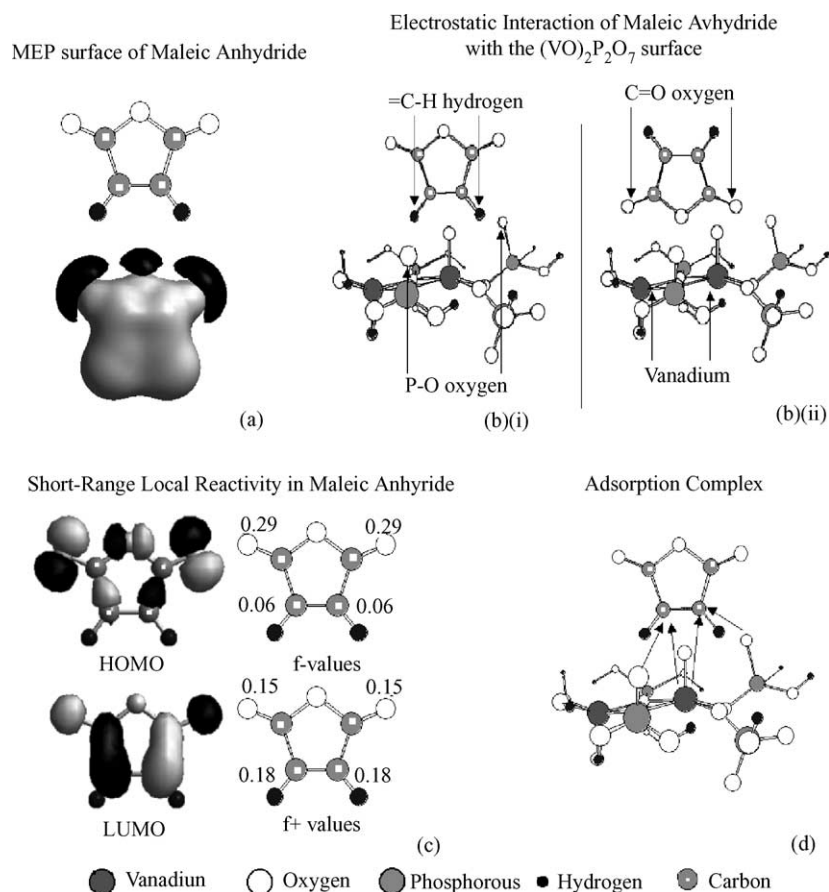 MEP surface of Maleic Anhydride
(a)
Electrostatic Interaction of Maleic Avhydride
with the (VO)₂P₂O₇ surface
=C-H hydrogen
P-O oxygen
(b)(i)
C=O oxygen
Vanadium
(b)(ii)
Short-Range Local Reactivity in Maleic Anhyride
HOMO
0.29 0.29
0.06 0.06
f-values
LUMO
0.15 0.15
0.18 0.18
f+ values
(c)
Adsorption Complex
(d)
Vanadiun Oxygen Phosphorous Hydrogen Carbon